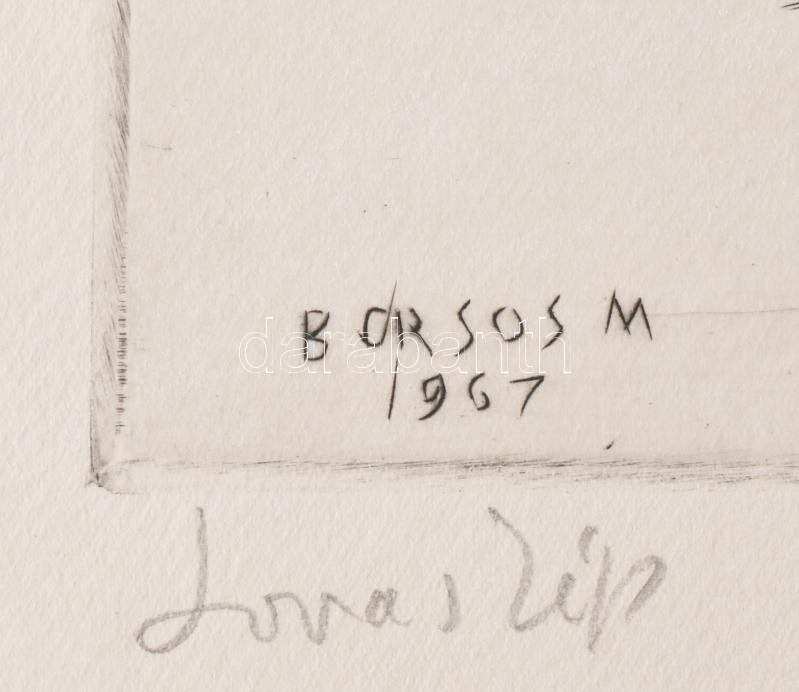 BORSOS M
1967
darabanth
Lovas kép